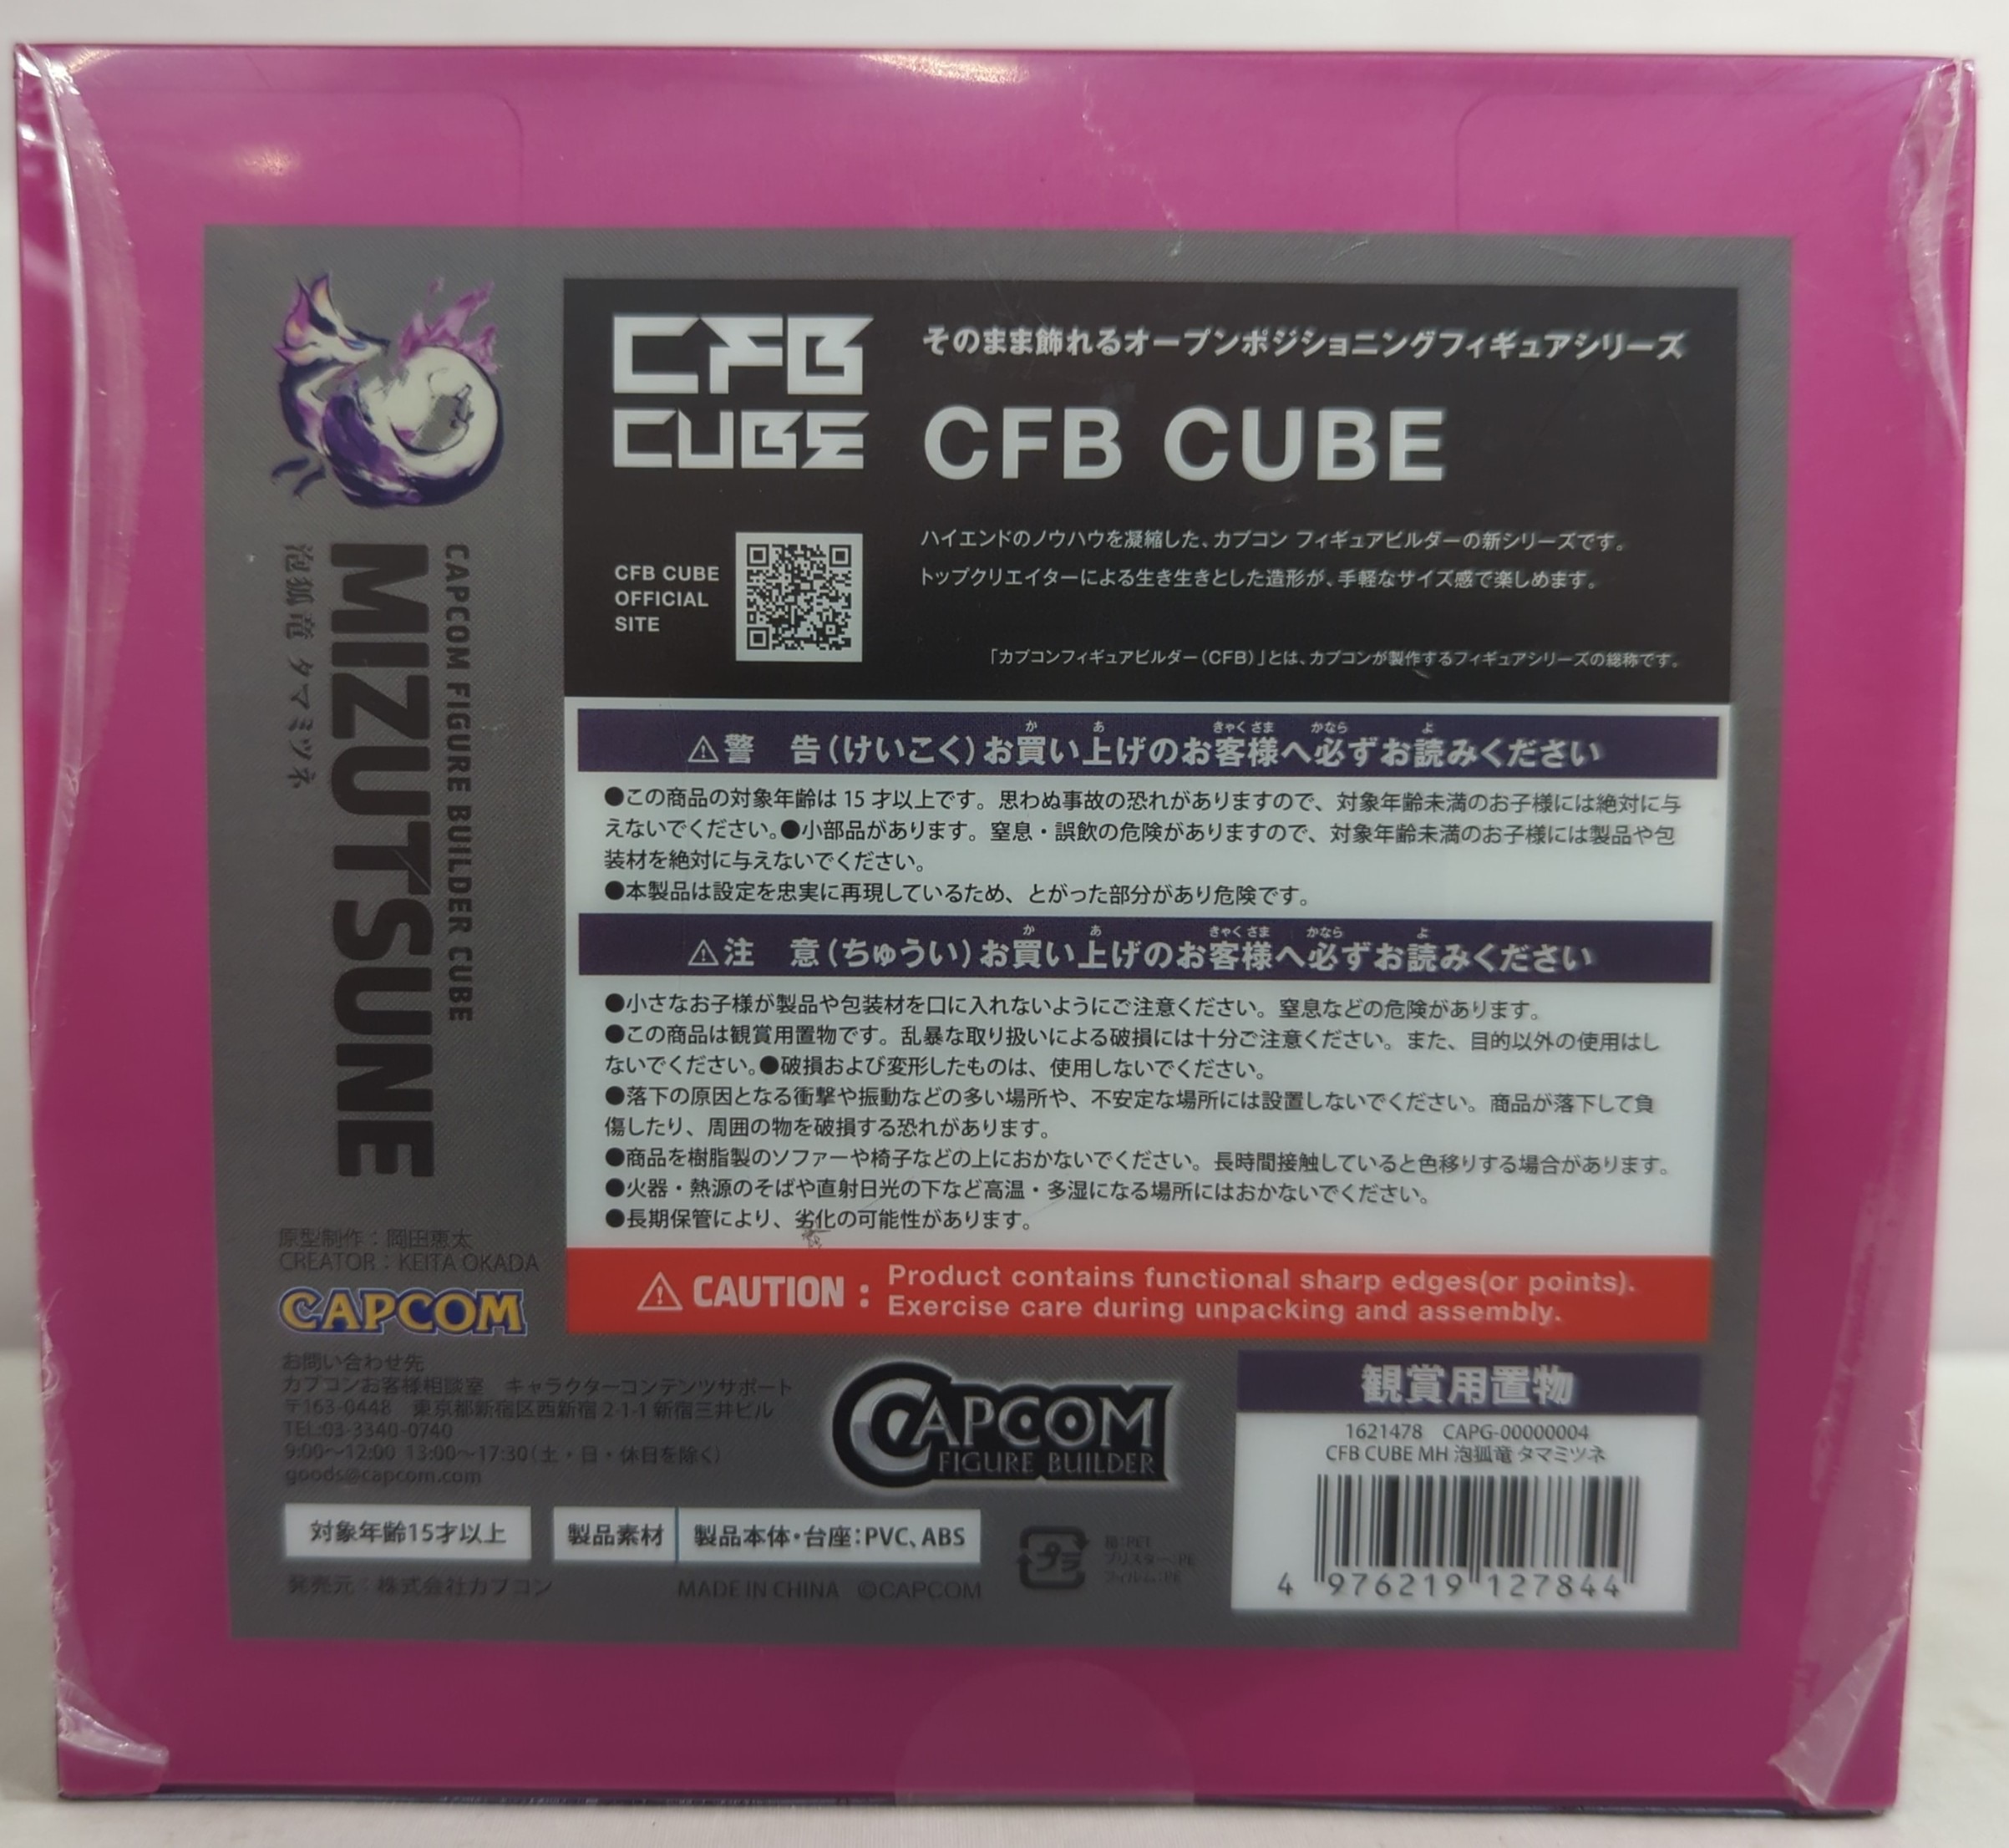 CFB
CUBE
そのまま飾れるオープンポジショニングフィギュアシリーズ
CFB CUBE
CFB CUBE
OFFICIAL
SITE
ハイエンドのノウハウを凝縮した、カプコン フィギュアビルダーの新シリーズです。
トップクリエイターによる生き生きとした造形が、手軽なサイズ感で楽しめます。
「カプコンフィギュアビルダー(CFB)」とは、カプコンが製作するフィギュアシリーズの総称です。
CAPCOM FIGURE BUILDER CUBE
MIZUTSUNE
泡狐竜 タマミツネ
⚠警 告(けいこく)お買い上げのお客様へ必ずお読みください
●この商品の対象年齢は 15 才以上です。思わぬ事故の恐れがありますので、対象年齢未満のお子様には絶対に与
えないでください。●小部品があります。窒息・誤飲の危険がありますので、対象年齢未満のお子様には製品や包
装材を絶対に与えないでください。
●本製品は設定を忠実に再現しているため、とがった部分があり危険です。
⚠注 意(ちゅうい)お買い上げのお客様へ必ずお読みください
●小さなお子様が製品や包装材を口に入れないようにご注意ください。窒息などの危険があります。
●この商品は観賞用置物です。乱暴な取り扱いによる破損には十分ご注意ください。また、目的以外の使用はし
ないでください。●破損および変形したものは、使用しないでください。
●落下の原因となる衝撃や振動などの多い場所や、不安定な場所には設置しないでください。商品が落下して負
傷したり、周囲の物を破損する恐れがあります。
●商品を樹脂製のソファーや椅子などの上におかないでください。長時間接触していると色移りする場合があります。
●火器・熱源のそばや直射日光の下など高温・多湿になる場所にはおかないでください。
●長期保管により、劣化の可能性があります。
⚠ CAUTION : Product contains functional sharp edges(or points).
Exercise care during unpacking and assembly.
原型制作:岡田恵太
CREATOR:KEITA OKADA
CAPCOM
お問い合わせ先
カプコンお客様相談室 キャラクターコンテンツサポート
〒163-0448 東京都新宿区西新宿 2-1-1 新宿三井ビル
TEL:03-3340-0740
9:00~12:00 13:00~17:30(土・日・休日を除く)
goods@capcom.com
CAPCOM
FIGURE BUILDER
対象年齢15才以上
製品素材 製品本体・台座:PVC、ABS
発売元:株式会社カプコン
MADE IN CHINA ©CAPCOM
プラ
箱:PET
ブリスター:PE
フィルム:PE
観賞用置物
1621478 CAPG-00000004
CFB CUBE MH 泡狐竜 タマミツネ
4 976219 127844